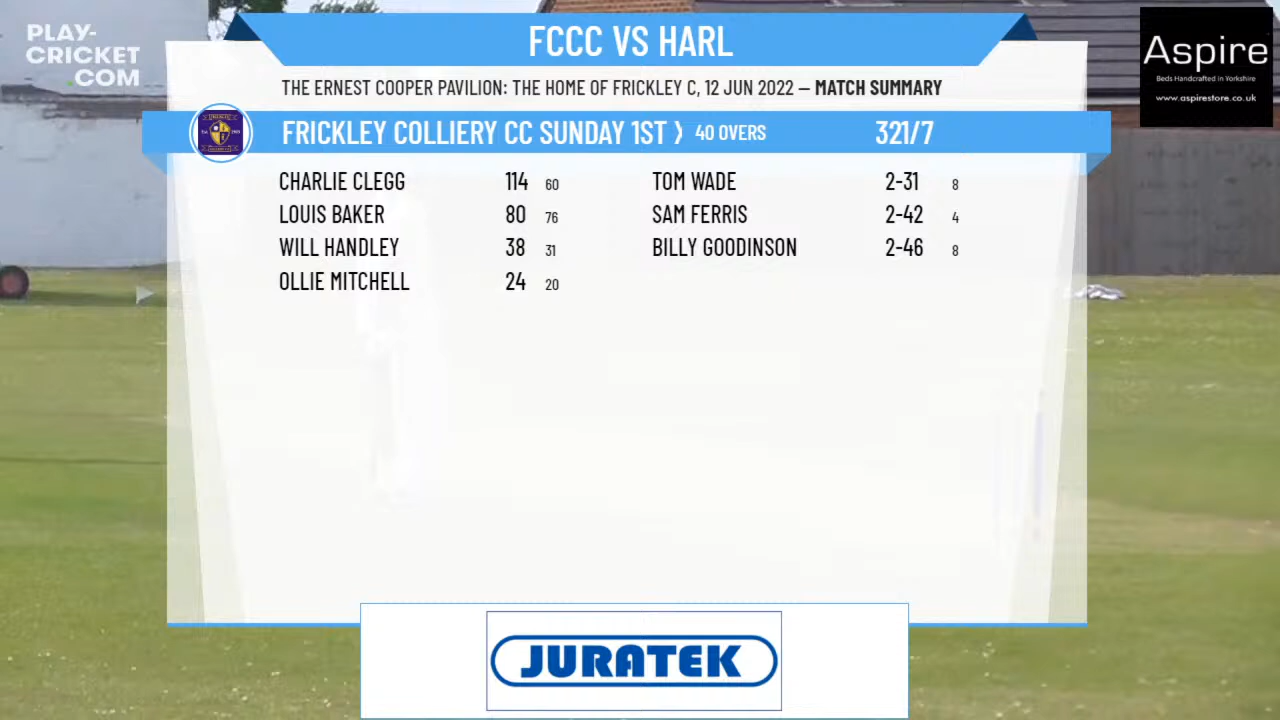 PLAY-
CRICKET
.COM
FCCC VS HARL
Aspire
Beds Handcrafted in Yorkshire
www.aspirestore.co.uk
THE ERNEST COOPER PAVILION: THE HOME OF FRICKLEY C, 12 JUN 2022 – MATCH SUMMARY
FRICKLEY COLLIERY CC SUNDAY 1ST 〉 40 OVERS 321/7
CHARLIE CLEGG 114 60 TOM WADE 2-31 8
LOUIS BAKER 80 76 SAM FERRIS 2-42 4
WILL HANDLEY 38 31 BILLY GOODINSON 2-46 8
OLLIE MITCHELL 24 20
JURATEK